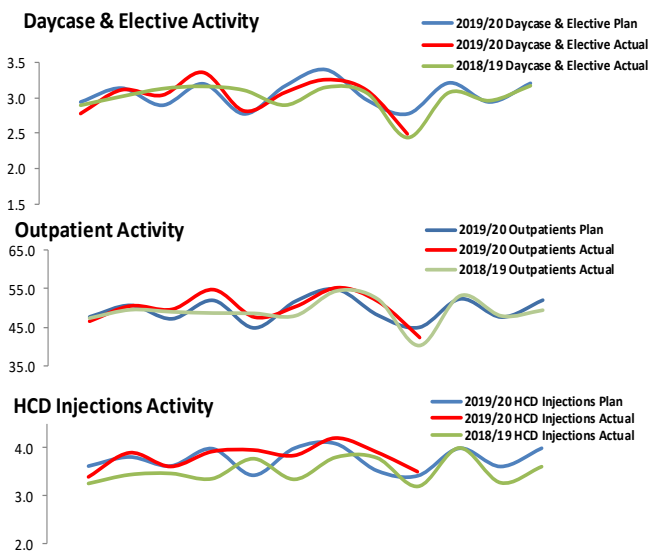 Daycase & Elective Activity
2019/20 Daycase & Elective Plan
2019/20 Daycase & Elective Actual
2018/19 Daycase & Elective Actual
3.5
3.0
2.5
2.0
1.5
Outpatient Activity
2019/20 Outpatients Plan
2019/20 Outpatients Actual
2018/19 Outpatients Actual
65.0
55.0
45.0
35.0
HCD Injections Activity
2019/20 HCD Injections Plan
2019/20 HCD Injections Actual
2018/19 HCD Injections Actual
4.0
3.0
2.0